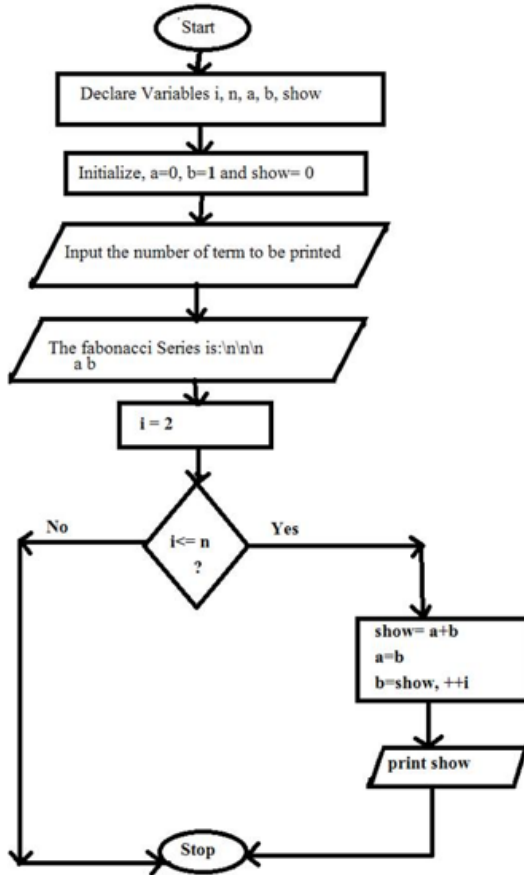 Start
Declare Variables i, n, a, b, show
Initialize, a=0, b=1 and show= 0
Input the number of term to be printed
The fabonacci Series is:\n\n\n
a b
i = 2
No
i<= n
?
Yes
show= a+b
a=b
b=show, ++i
print show
Stop